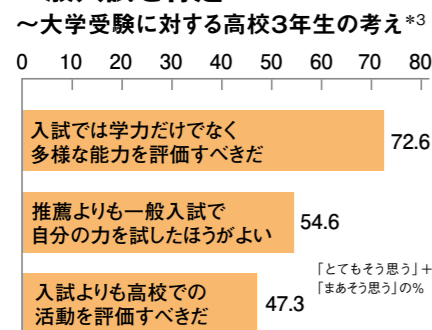 ～大学受験に対する高校3年生の考え*3
0 10 20 30 40 50 60 70 80
入試では学力だけでなく
多様な能力を評価すべきだ
72.6
推薦よりも一般入試で
自分の力を試したほうがよい
54.6
「とてもそう思う」＋
「まあそう思う」の%
入試よりも高校での
活動を評価すべきだ
47.3